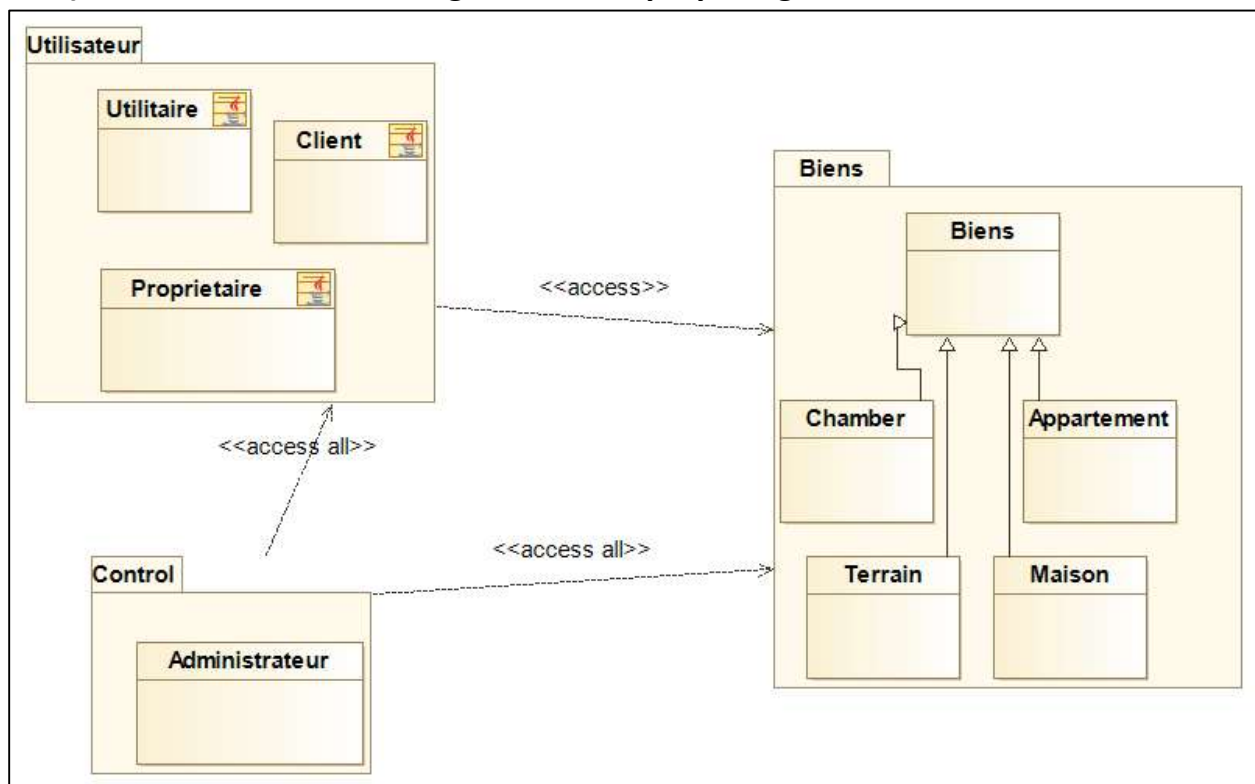 Utilisateur
Utilitaire
Client
Proprietaire
<<access>>
Biens
Biens
Chamber
Appartement
Terrain
Maison
<<access all>>
<<access all>>
Control
Administrateur